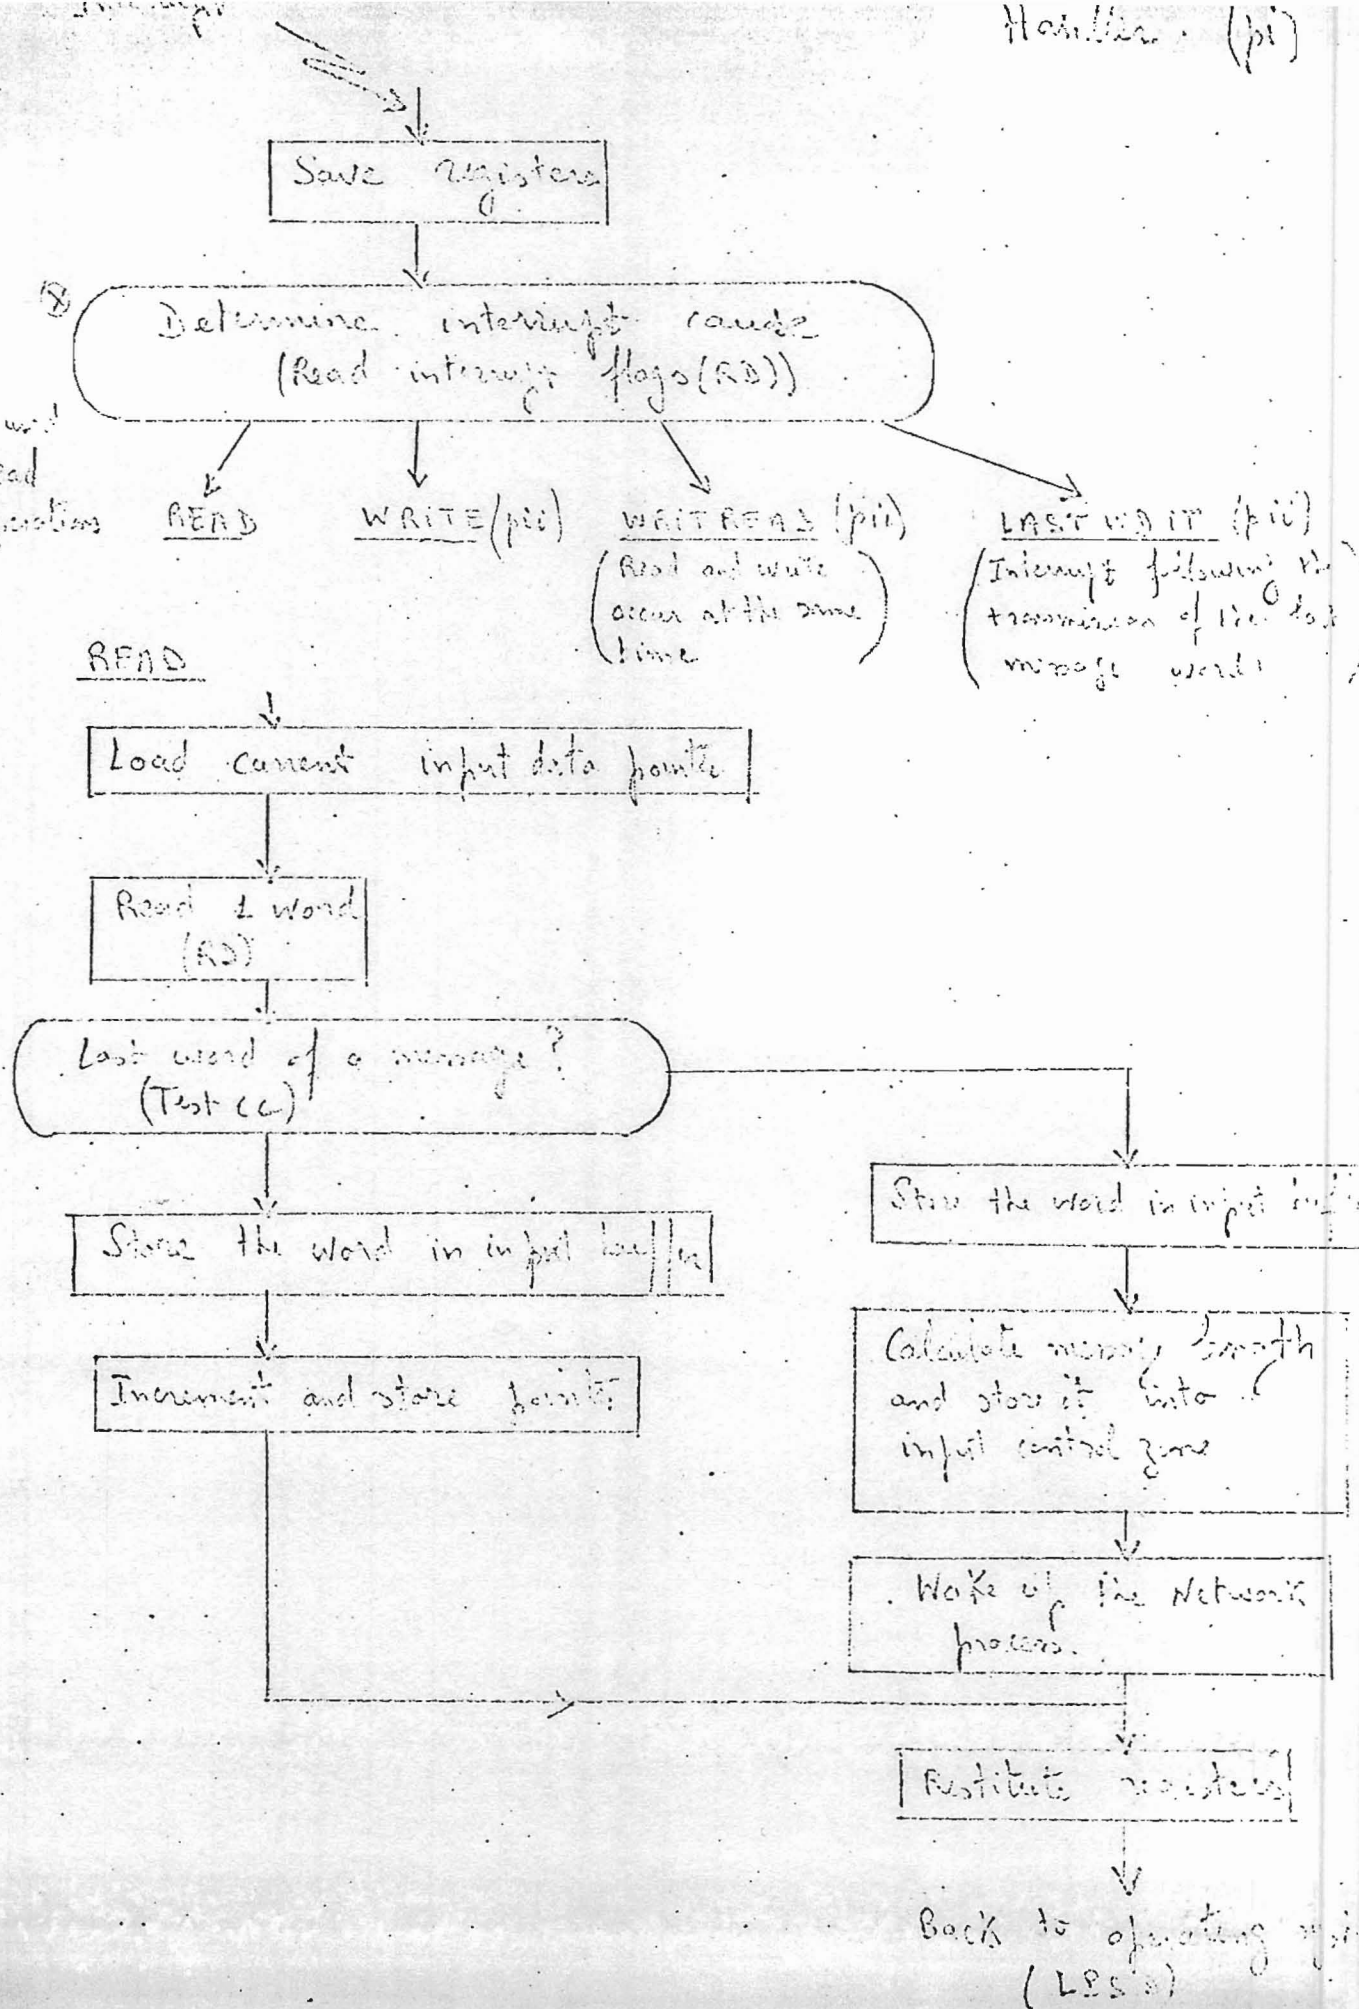 Interrupt
Handler. (pi)
Save registers
Determine interrupt cause
(Read interrupt flags (RD))
READ
WRITE (pii)
WRITREAD (pii)
(Read and write
occur at the same
time)
(pii)
(Interrupt following the
transmission of the last
message word)
READ
Load current input data pointer
Read 1 word
(RD)
Last word of a message?
(Test cc)
Store the word in input buffer
Increment and store pointer
Store the word in input
Calculate message length
and store it into
input control zone
Wake up the Network
process.
Restitute registers
Back to operating